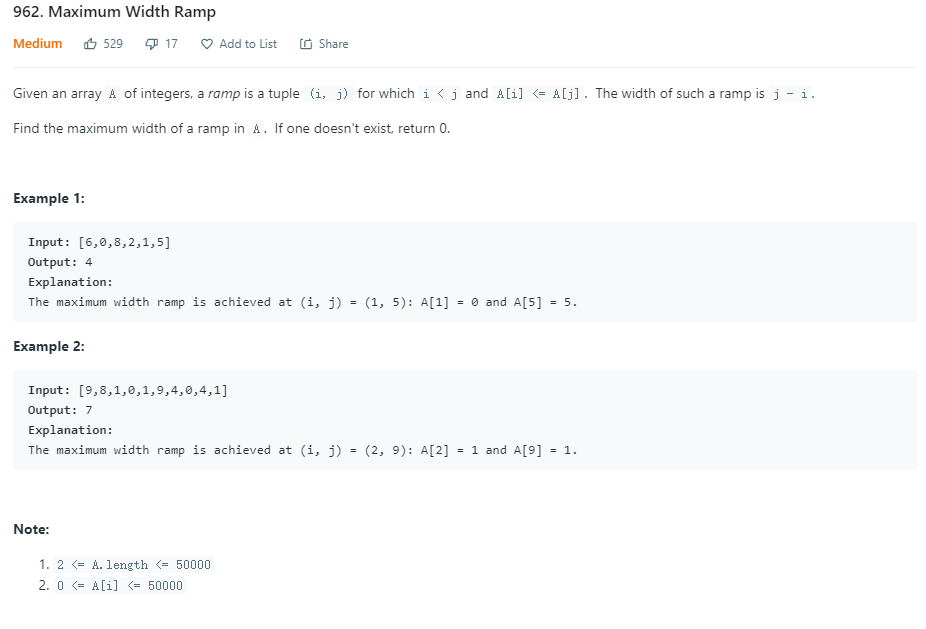 962. Maximum Width Ramp
Medium 529 17 Add to List Share
Given an array A of integers, a ramp is a tuple (i, j) for which i < j and A[i] <= A[j]. The width of such a ramp is j - i.
Find the maximum width of a ramp in A. If one doesn't exist, return 0.
Example 1:
Input: [6,0,8,2,1,5]
Output: 4
Explanation:
The maximum width ramp is achieved at (i, j) = (1, 5): A[1] = 0 and A[5] = 5.
Example 2:
Input: [9,8,1,0,1,9,4,0,4,1]
Output: 7
Explanation:
The maximum width ramp is achieved at (i, j) = (2, 9): A[2] = 1 and A[9] = 1.
Note:
1. 2 <= A.length <= 50000
2. 0 <= A[i] <= 50000